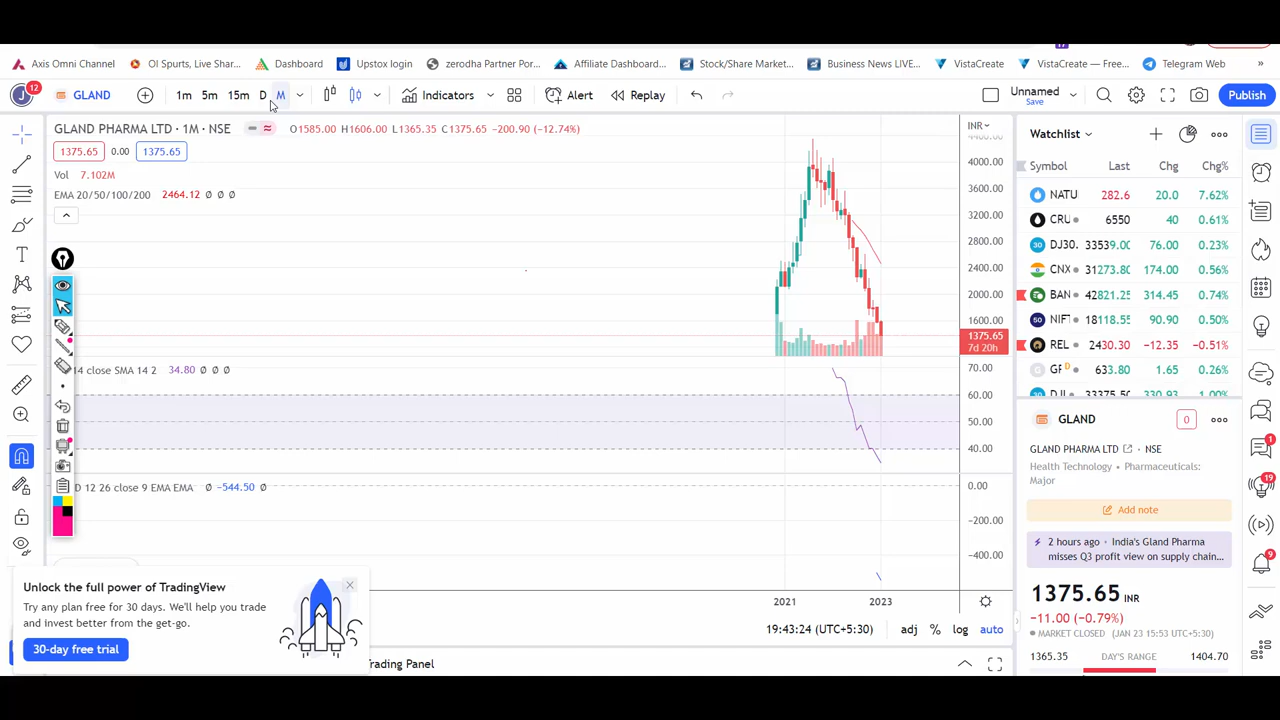 Axis Omni Channel OI Spurts, Live Shar... Dashboard Upstox login zerodha Partner Por... Affiliate Dashboard... Stock/Share Market... Business News LIVE... VistaCreate VistaCreate — Free... Telegram Web »
J 12 GLAND 1m 5m 15m D M Indicators Alert Replay Unnamed Save Publish
GLAND PHARMA LTD · 1M · NSE O1585.00 H1606.00 L1365.35 C1375.65 -200.90 (-12.74%) INR
1375.65 0.00 1375.65
Vol 7.102M
EMA 20/50/100/200 2464.12 Ø Ø Ø
4000.00
3600.00
3200.00
2800.00
2400.00
2000.00
1600.00
1375.65
7d 20h
14 close SMA 14 2 34.80 Ø Ø Ø
70.00
60.00
50.00
40.00
D 12 26 close 9 EMA EMA Ø -544.50 Ø
0.00
-200.00
-400.00
2021 2023
19:43:24 (UTC+5:30) adj % log auto
Unlock the full power of TradingView
Try any plan free for 30 days. We'll help you trade
and invest better from the get-go.
30-day free trial
Trading Panel
Watchlist
Symbol Last Chg Chg%
NATU 282.6 20.0 7.62%
CRU 6550 40 0.61%
30 DJ30. 33539.00 76.00 0.23%
CNX 31273.80 174.00 0.56%
BAN 42821.25 314.45 0.74%
50 NIFT 18118.55 90.90 0.50%
REL 2430.30 -12.35 -0.51%
G GF D 633.80 1.65 0.26%
30 DJI 33375.50 330.93 1.00%
GLAND 0
GLAND PHARMA LTD · NSE
Health Technology · Pharmaceuticals:
Major
Add note
2 hours ago · India's Gland Pharma
misses Q3 profit view on supply chain...
1375.65 INR
-11.00 (-0.79%)
MARKET CLOSED (JAN 23 15:53 UTC+5:30)
1365.35 DAY'S RANGE 1404.70
1
19
9